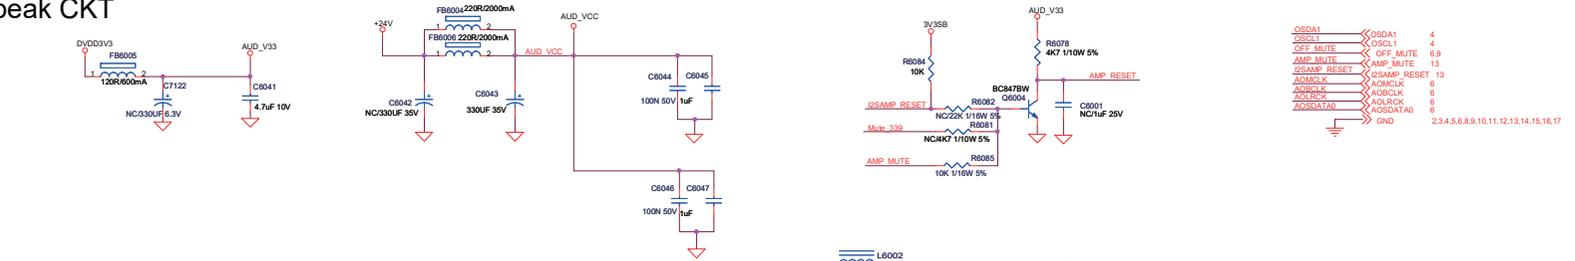 peak CKT
DVDD3V3
FB6005
1
2
120R/600mA
AUD_V33
C7122
NC/330UF 6.3V
C6041
4.7uF 10V
+24V
FB6004 220R/2000mA
1
2
FB6006 220R/2000mA
1
2
AUD_VCC
AUD_VCC
C6042
NC/330UF 35V
C6043
330UF 35V
C6044
C6045
100N 50V
1uF
C6046
C6047
100N 50V
1uF
3V3SB
R6084
10K
AUD_V33
R6078
4K7 1/10W 5%
AMP_RESET
BC847BW
Q6004
C6001
NC/1uF 25V
I2SAMP_RESET
R6082
NC/22K 1/16W 5%
Mute_339
R6081
NC/4K7 1/10W 5%
AMP_MUTE
R6085
10K 1/16W 5%
L6002
OSDA1 OSDA1 4
OSCL1 OSCL1 4
OFF_MUTE OFF_MUTE 6,9
AMP_MUTE AMP_MUTE 13
I2SAMP_RESET I2SAMP_RESET 13
AOMCLK AOMCLK 6
AOBCLK AOBCLK 6
AOLRCK AOLRCK 6
AOSDATA0 AOSDATA0 6
GND 2,3,4,5,6,8,9,10,11,12,13,14,15,16,17